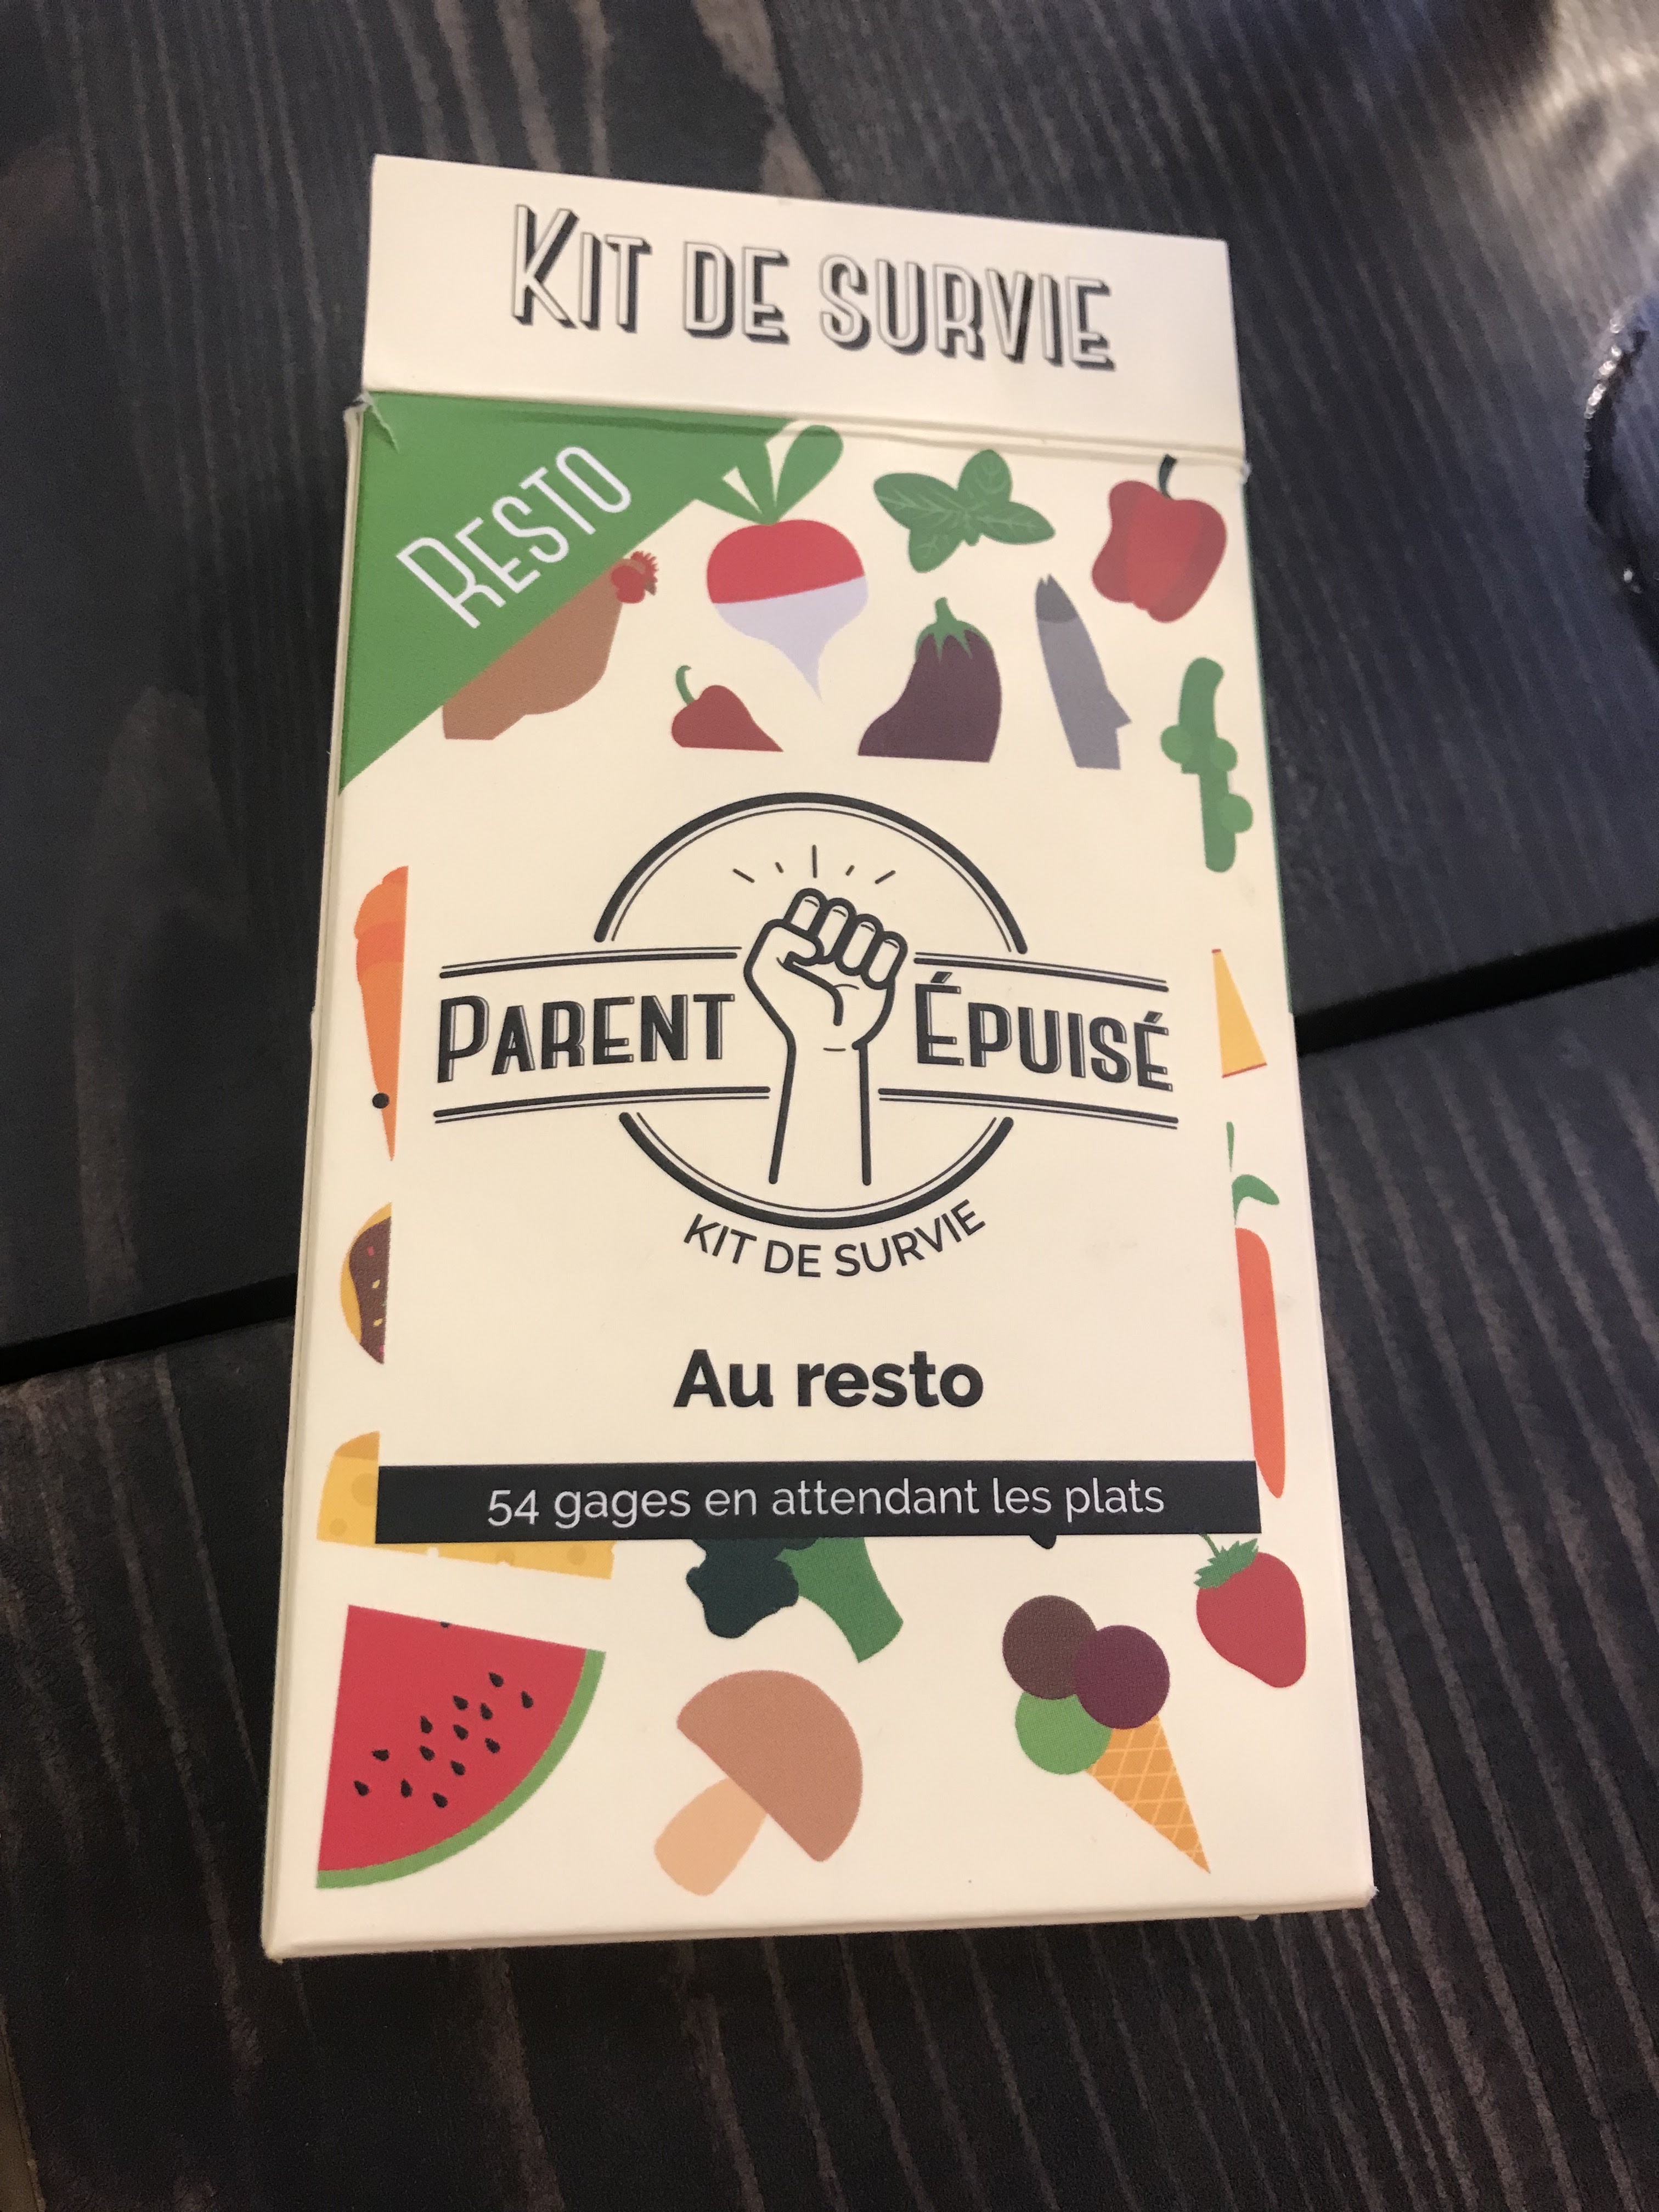 KIT DE SURVIE
RESTO
PARENT ÉPUISÉ
KIT DE SURVIE
Au resto
54 gages en attendant les plats